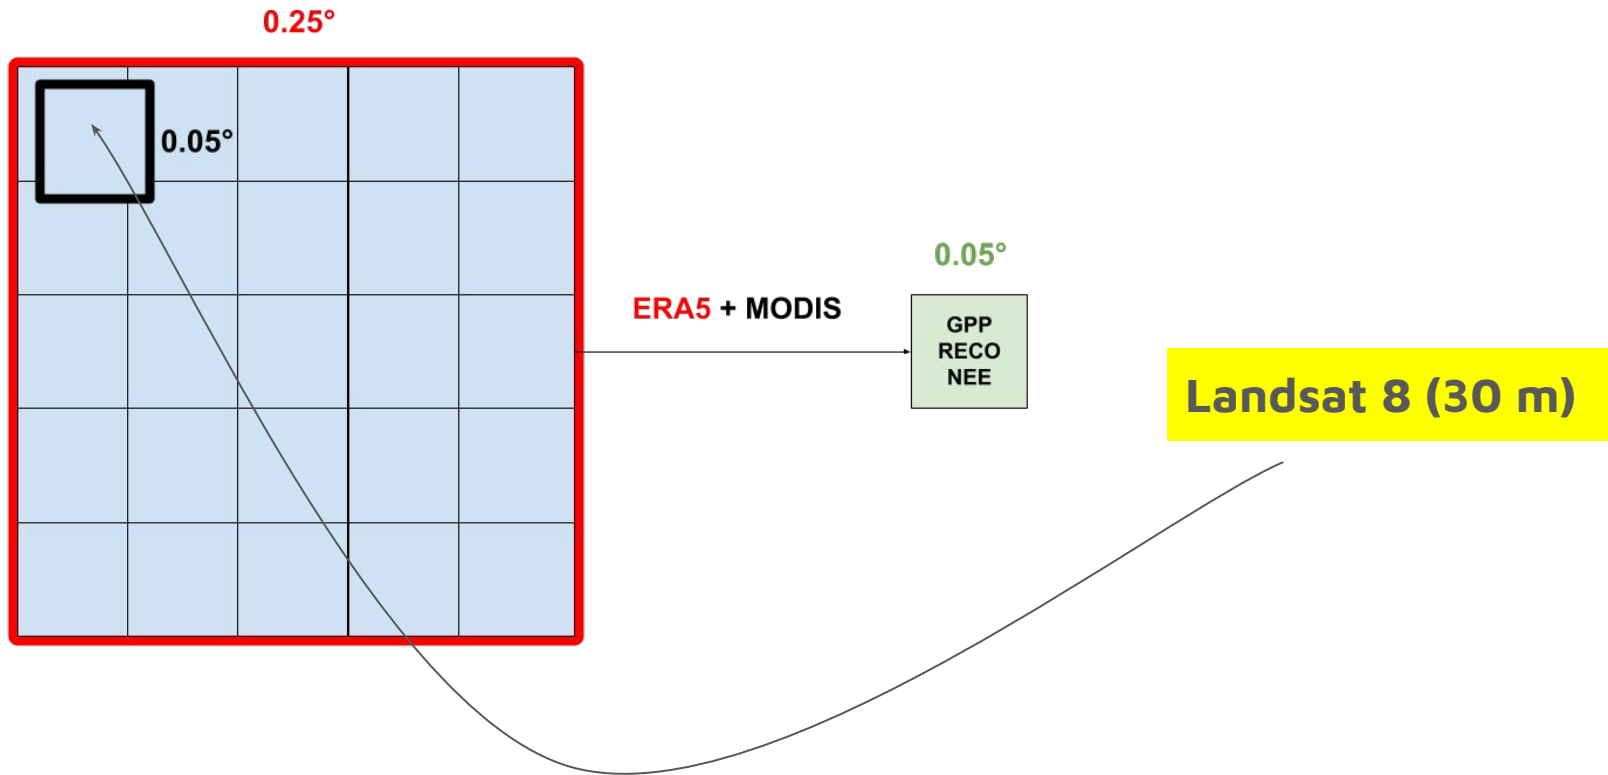 0.25°
0.05°
0.05°
ERA5 + MODIS
GPP
RECO
NEE
Landsat 8 (30 m)